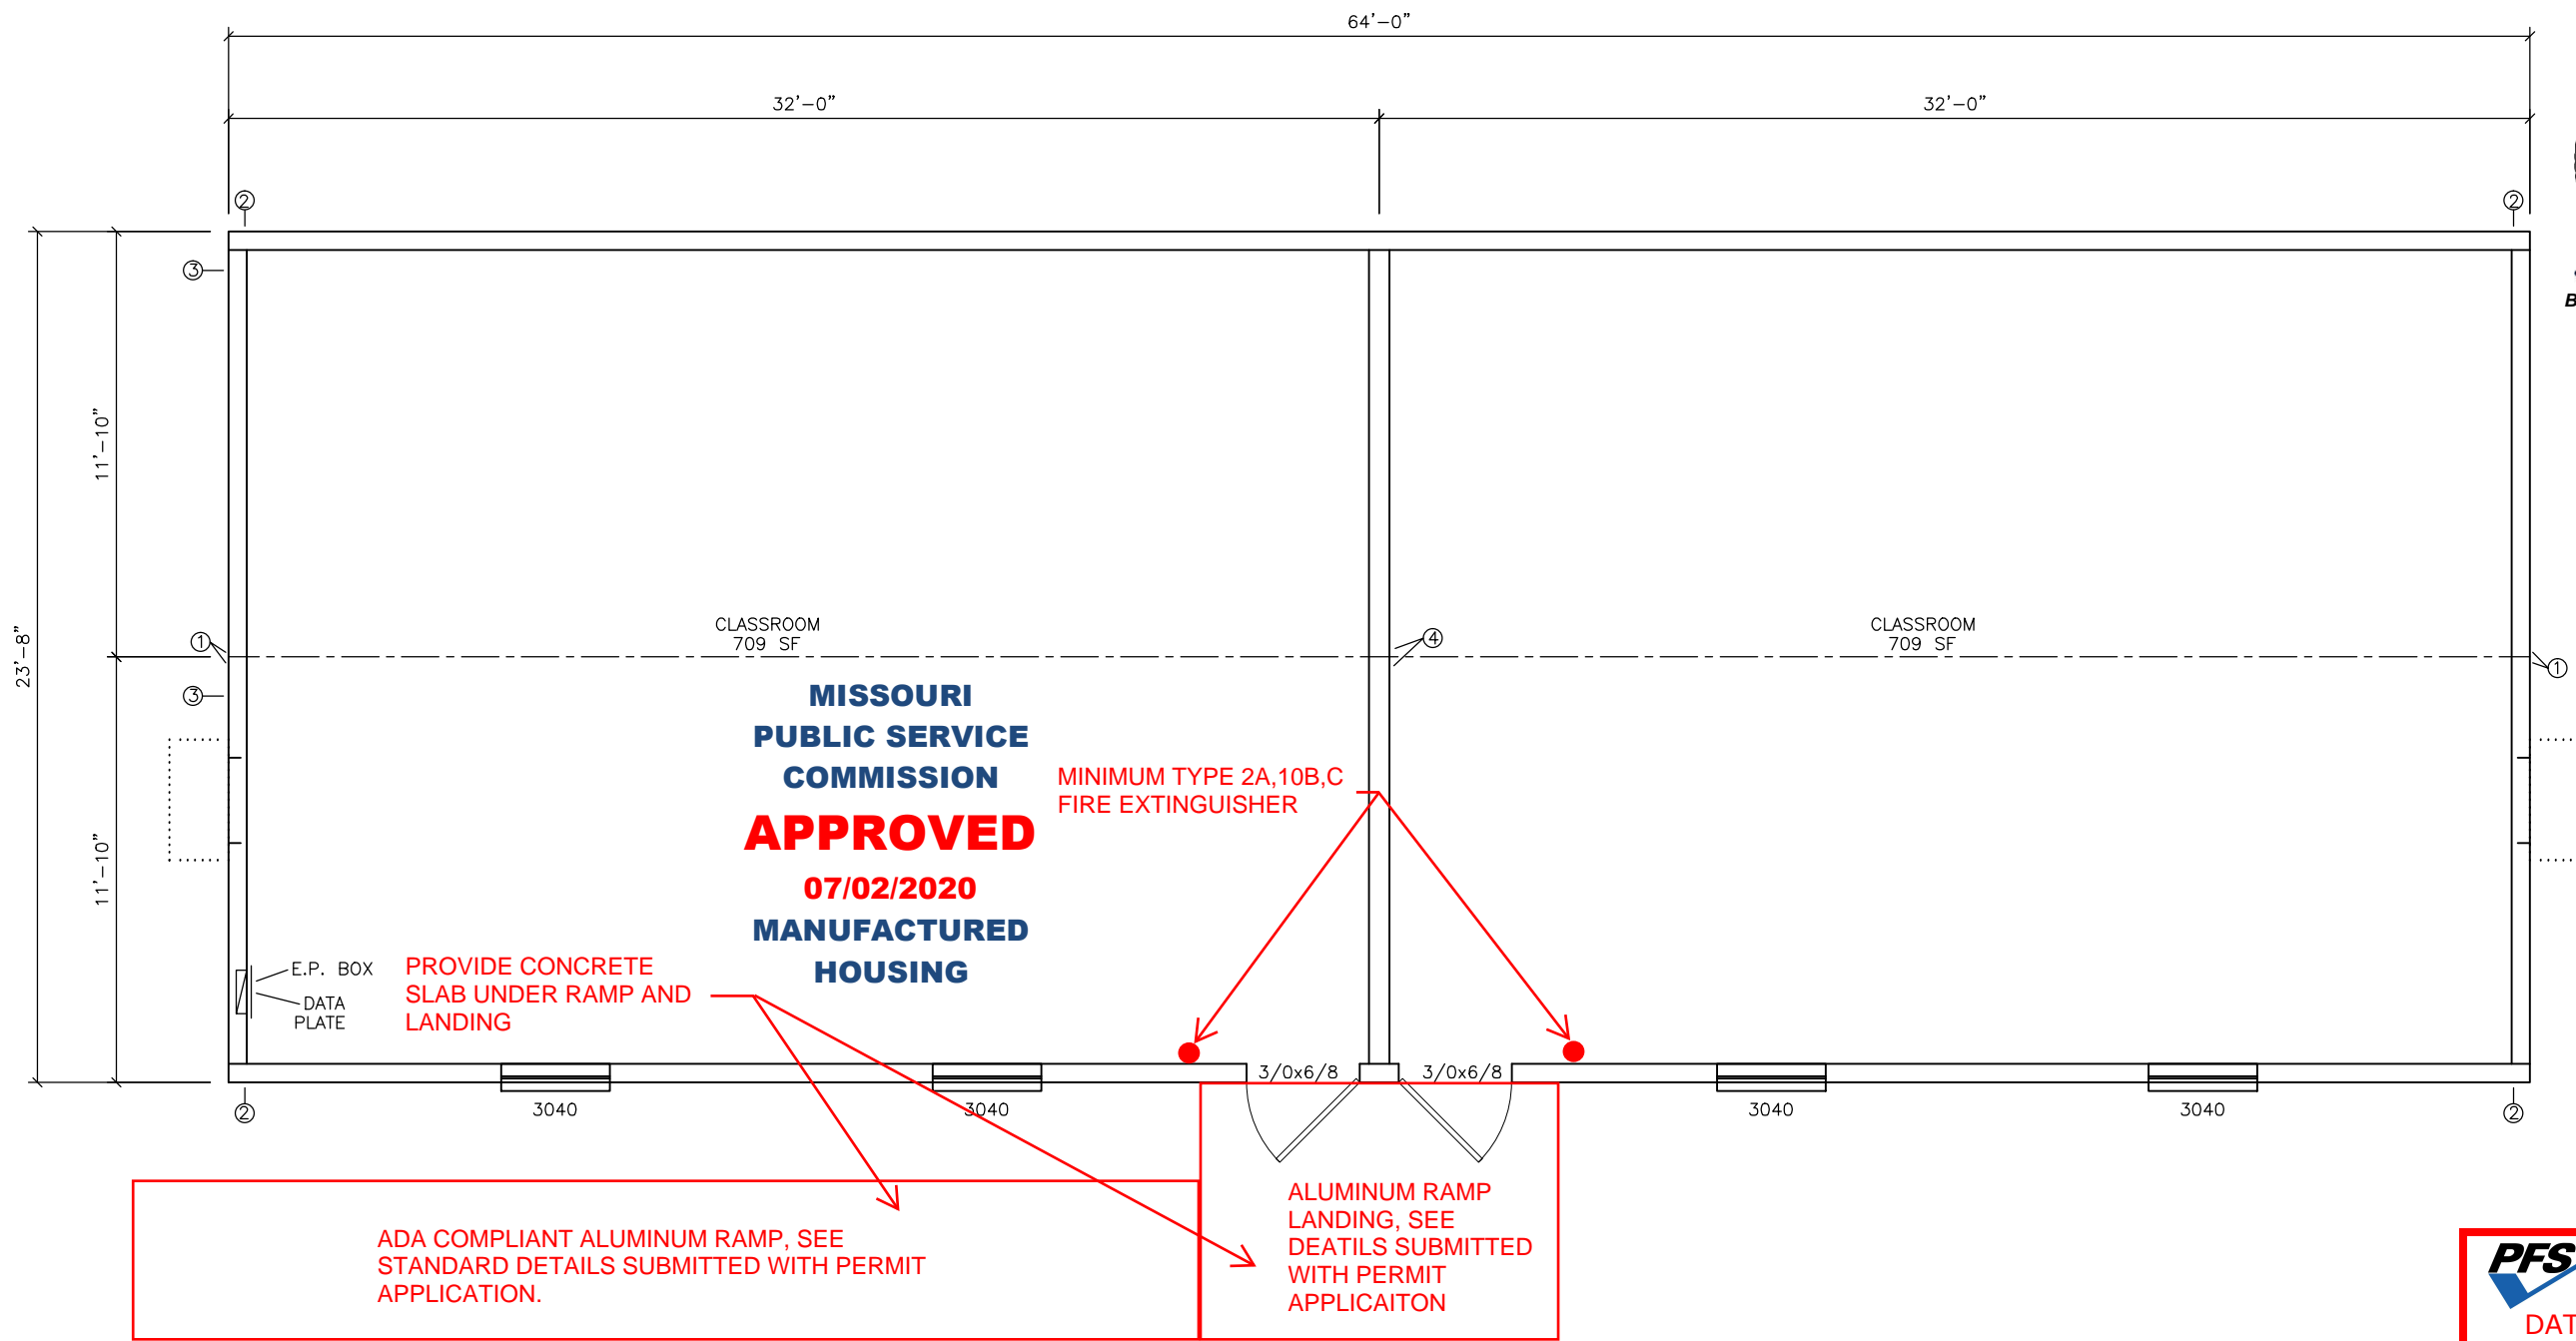 64'-0"
32'-0"
32'-0"
②
②
③
B
11'-10"
23'-8"
CLASSROOM
709 SF
CLASSROOM
709 SF
①
④
①
③
MISSOURI
PUBLIC SERVICE
COMMISSION
APPROVED
07/02/2020
MANUFACTURED
HOUSING
MINIMUM TYPE 2A,10B,C
FIRE EXTINGUISHER
11'-10"
E.P. BOX
DATA
PLATE
PROVIDE CONCRETE
SLAB UNDER RAMP AND
LANDING
3/0x6/8
3/0x6/8
②
3040
3040
3040
3040
②
ADA COMPLIANT ALUMINUM RAMP, SEE
STANDARD DETAILS SUBMITTED WITH PERMIT
APPLICATION.
ALUMINUM RAMP
LANDING, SEE
DEATILS SUBMITTED
WITH PERMIT
APPLICAITON
PFS
DAT